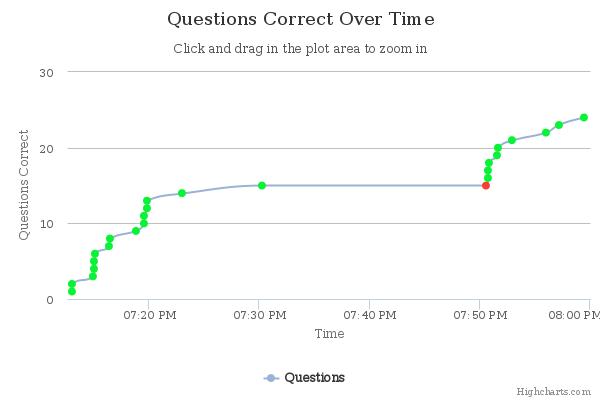 Questions Correct Over Time
Click and drag in the plot area to zoom in
Questions Correct
30
20
10
0
07:20 PM 07:30 PM 07:40 PM 07:50 PM 08:00 PM
Time
Questions
Highcharts.com